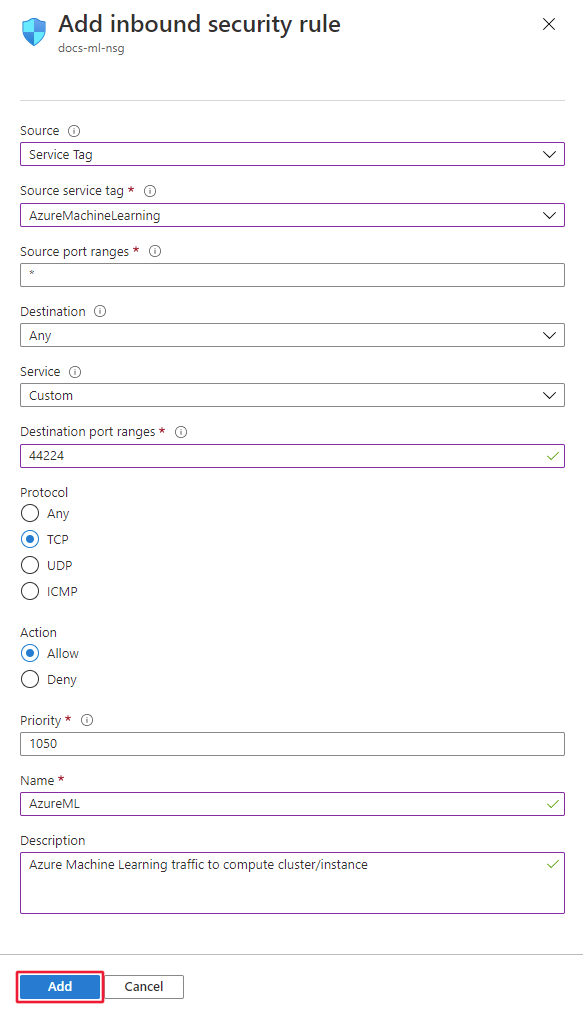 Add inbound security rule
docs-ml-nsg
Source
Service Tag
Source service tag *
AzureMachineLearning
Source port ranges *
*
Destination
Any
Service
Custom
Destination port ranges *
44224
Protocol
Any
TCP
UDP
ICMP
Action
Allow
Deny
Priority *
1050
Name *
AzureML
Description
Azure Machine Learning traffic to compute cluster/instance
Add
Cancel